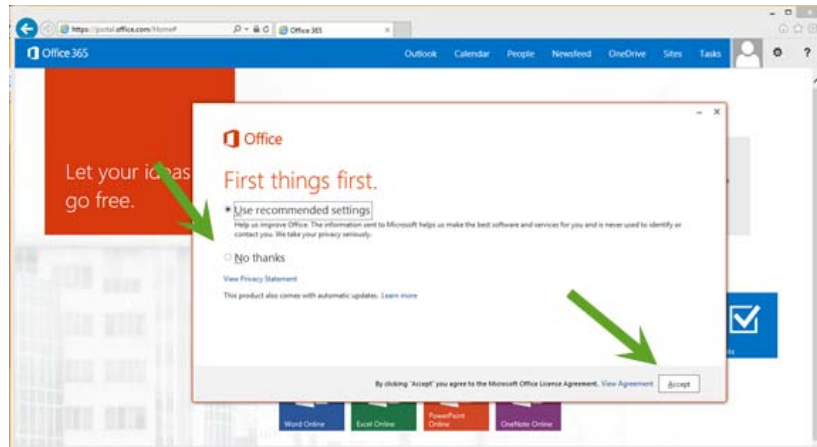 https://portal.office.com/Home#
Office 365
Office 365
Outlook Calendar People Newsfeed OneDrive Sites Tasks ?
Let your ideas
go free.
Office
First things first.
Use recommended settings
Help us improve Office. The information sent to Microsoft helps us make the best software and services for you and is never used to identify or
contact you. We take your privacy seriously.
No thanks
View Privacy Statement
This product also comes with automatic updates. Learn more
By clicking "Accept" you agree to the Microsoft Office License Agreement. View Agreement
Accept
Word Online
Excel Online
PowerPoint
Online
OneNote Online